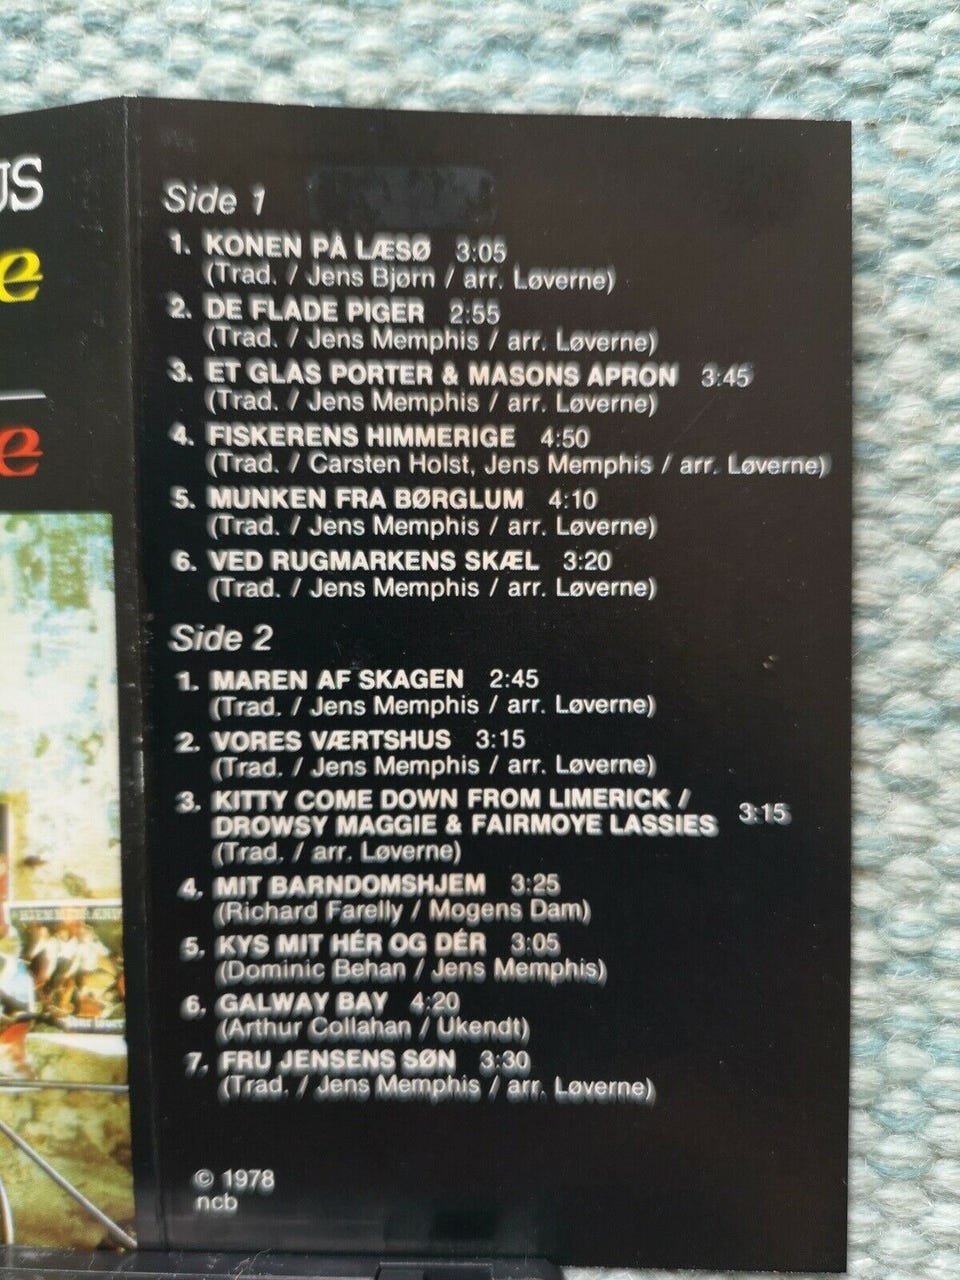 US
e
e
Side 1
1. KONEN PÅ LÆSØ 3:05
(Trad. / Jens Bjørn / arr. Løverne)
2. DE FLADE PIGER 2:55
(Trad. / Jens Memphis / arr. Løverne)
3. ET GLAS PORTER & MASONS APRON 3:45
(Trad. / Jens Memphis / arr. Løverne)
4. FISKERENS HIMMERIGE 4:50
(Trad. / Carsten Holst, Jens Memphis / arr. Løverne)
5. MUNKEN FRA BØRGLUM 4:10
(Trad. / Jens Memphis / arr. Løverne)
6. VED RUGMARKENS SKÆL 3:20
(Trad. / Jens Memphis / arr. Løverne)
Side 2
1. MAREN AF SKAGEN 2:45
(Trad. / Jens Memphis / arr. Løverne)
2. VORES VÆRTSHUS 3:15
(Trad. / Jens Memphis / arr. Løverne)
3. KITTY COME DOWN FROM LIMERICK /
DROWSY MAGGIE & FAIRMOYE LASSIES 3:15
(Trad. / arr. Løverne)
4. MIT BARNDOMSHJEM 3:25
(Richard Farelly / Mogens Dam)
5. KYS MIT HÉR OG DÉR 3:05
(Dominic Behan / Jens Memphis)
6. GALWAY BAY 4:20
(Arthur Collahan / Ukendt)
7. FRU JENSENS SØN 3:30
(Trad. / Jens Memphis / arr. Løverne)
© 1978
ncb